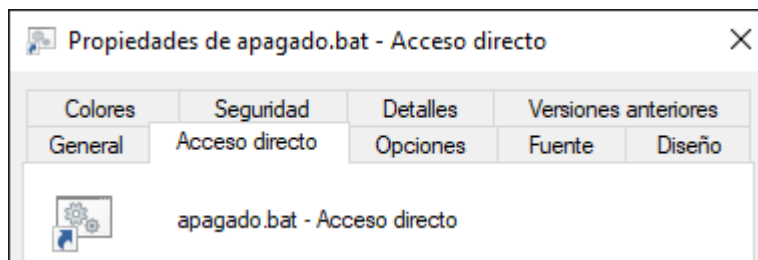 Propiedades de apagado.bat - Acceso directo
Colores Seguridad Detalles Versiones anteriores
General Acceso directo Opciones Fuente Diseño
apagado.bat - Acceso directo